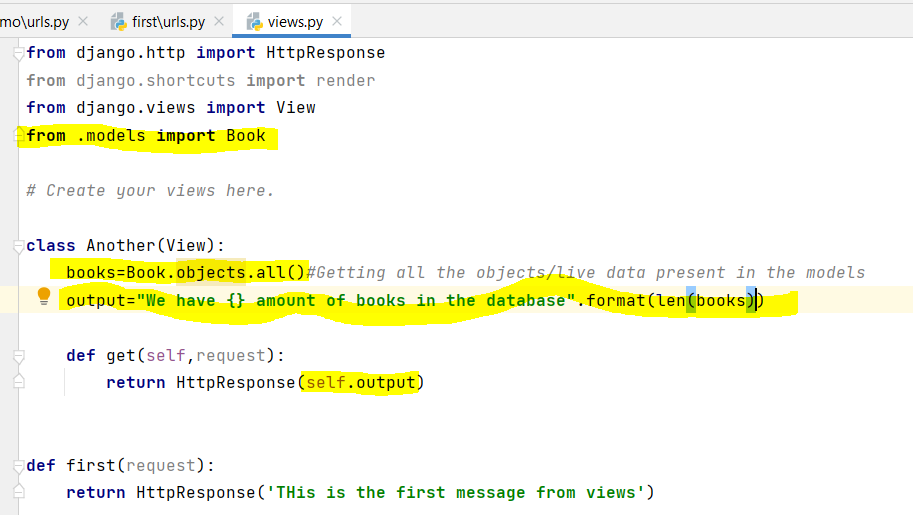 mo\urls.py first\urls.py views.py
from django.http import HttpResponse
from django.shortcuts import render
from django.views import View
from .models import Book
# Create your views here.
class Another(View):
books=Book.objects.all()#Getting all the objects/live data present in the models
output="We have {} amount of books in the database".format(len(books))
def get(self,request):
return HttpResponse(self.output)
def first(request):
return HttpResponse('THis is the first message from views')